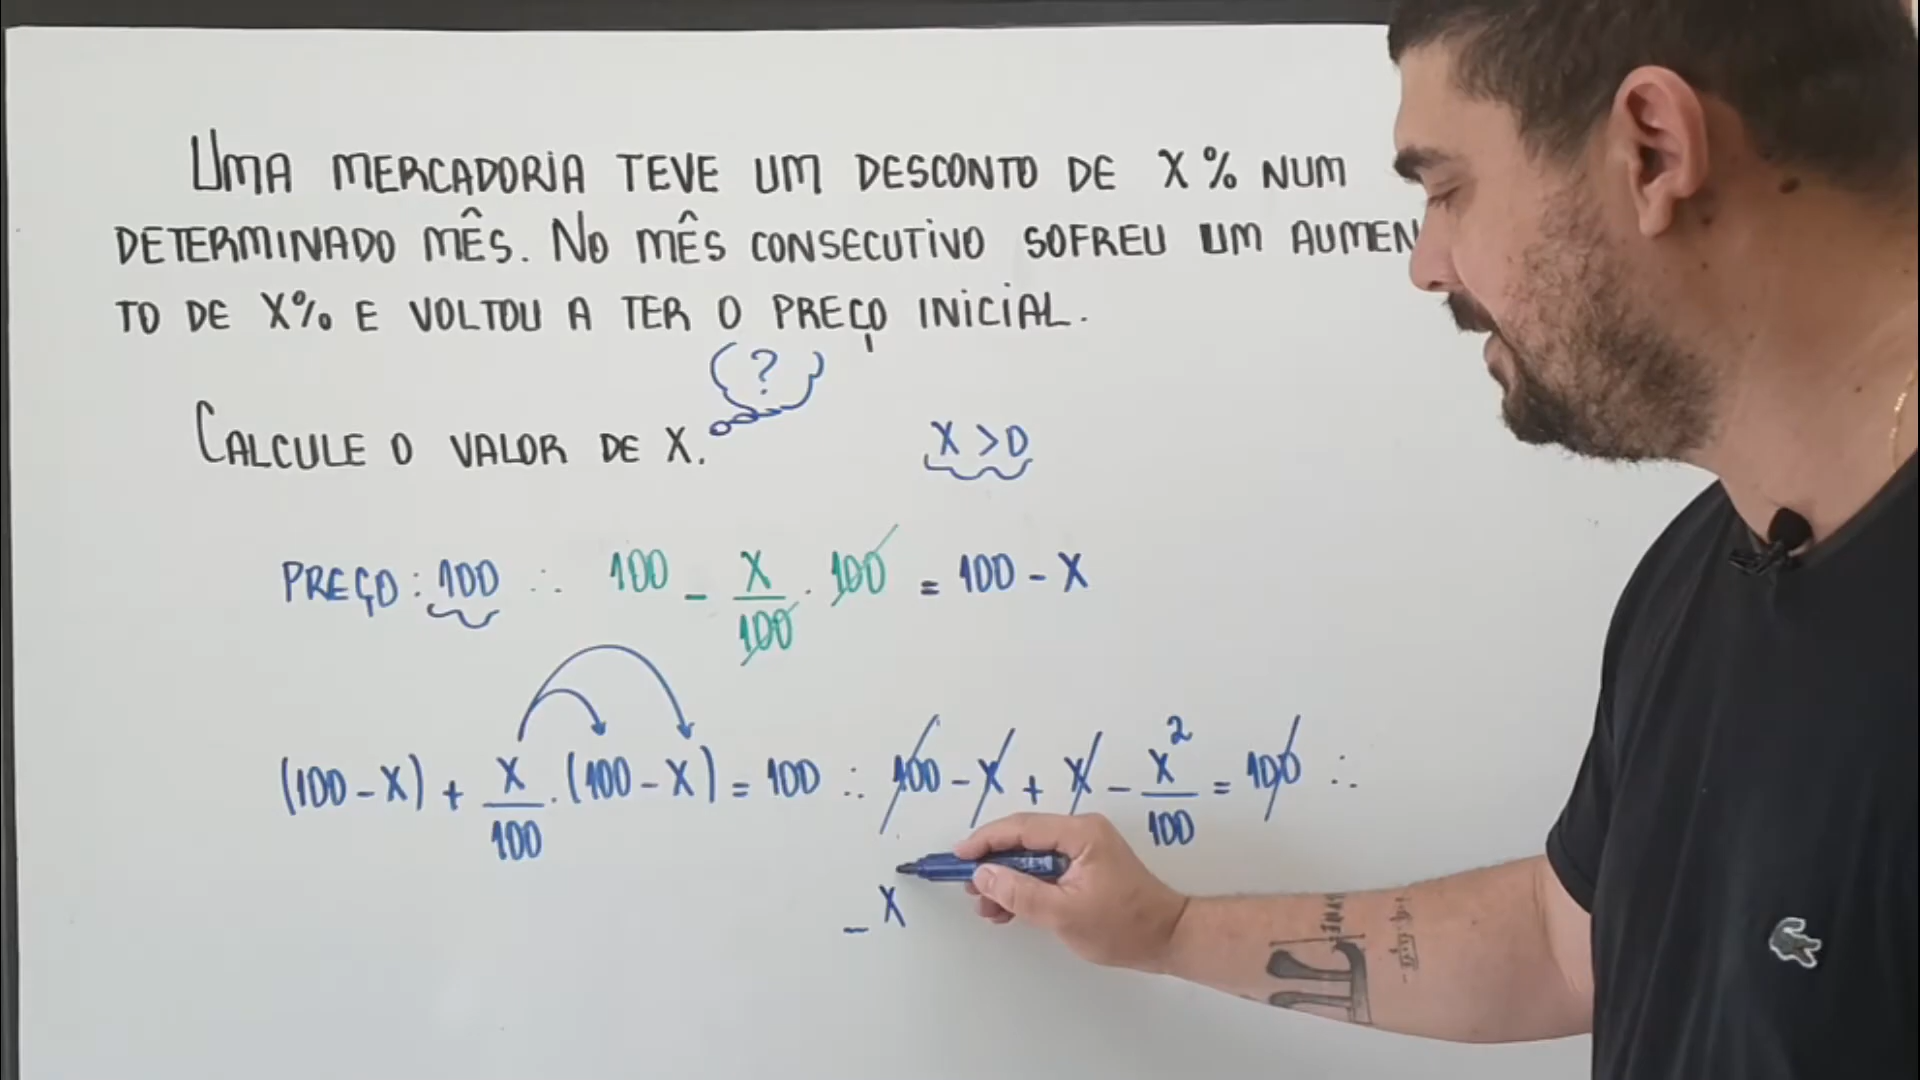 UMA MERCADORIA TEVE UM DESCONTO DE X% NUM
DETERMINADO MÊS. NO MÊS CONSECUTIVO SOFREU UM AUMEN
TO DE X% E VOLTOU A TER O PREÇO INICIAL.
?
CALCULE O VALOR DE X.
X > 0
PREÇO: 100 ∴ 100 - X/100 · 100 = 100 - X
(100 - X) + X/100 · (100 - X) = 100 ∴ 100 - X + X - X²/100 = 100 ∴
- X